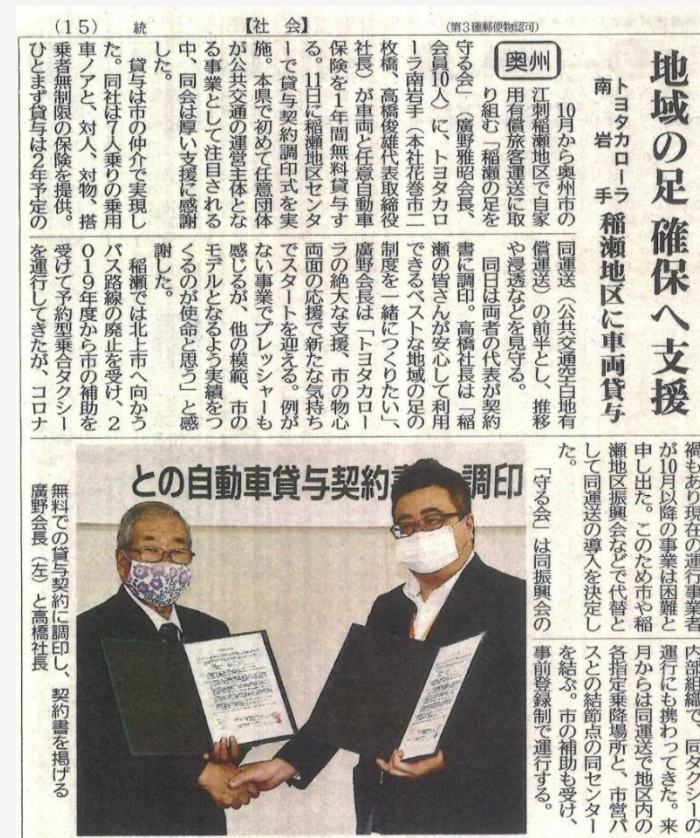 （15）　統　【社　会】　（第3種郵便物認可）
地域の足 確保へ支援
トヨタカローラ
南岩手
稲瀬地区に車両貸与
奥州
10月から奥州市の
江刺稲瀬地区で自家
用有償旅客運送に取
り組む「稲瀬の足を
守る会」（廣野雅昭会長、
会員10人）に、トヨタカロ
ーラ南岩手（本社花巻市二
枚橋、高橋俊雄代表取締役
社長）が車両と任意自動車
保険を1年間無料貸与す
る。11日に稲瀬地区センタ
ーで貸与契約調印式を実
施。本県で初めて任意団体
が公共交通の運営主体とな
る事業として注目される
中、同会は厚い支援に感謝
した。
貸与は市の仲介で実現し
た。同社は7人乗りの乗用
車ノアと、対人、対物、搭
乗者無制限の保険を提供。
ひとまず貸与は2年予定の
同運送（公共交通空白地有
償運送）の前半とし、推移
や浸透などを見守る。
同日は両者の代表が契約
書に調印。高橋社長は「稲
瀬の皆さんが安心して利用
できるベストな地域の足の
制度を一緒につくりたい」、
廣野会長は「トヨタカロー
ラの絶大な支援、市の物心
両面の応援で新たな気持ち
でスタートを迎える。例が
ない事業でプレッシャーも
感じるが、他の模範、市の
モデルとなるよう実績をつ
くるのが使命と思う」と感
謝した。
稲瀬では北上市へ向かう
バス路線の廃止を受け、2
019年度から市の補助を
受けて予約型乗合タクシー
を運行してきたが、コロナ
禍もあり現在の運行事業者
が10月以降の事業は困難と
申し出た。このため市や稲
瀬地区振興会などで代替と
して同運送の導入を決定し
た。
「守る会」は同振興会の
内部組織で、同タクシーの
運行にも携わってきた。来
月からは同運送で地区内の
各指定乗降場所と、市営バ
スとの結節点の同センター
を結ぶ。市の補助も受け、
事前登録制で運行する。
との自動車貸与契約書 調印
無料での貸与契約に調印し、契約書を掲げる
廣野会長（左）と高橋社長